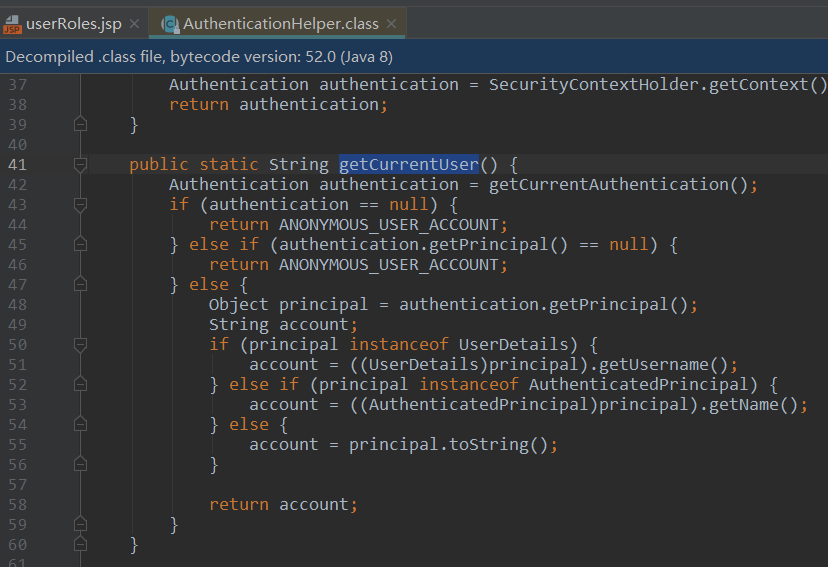 JSP userRoles.jsp × AuthenticationHelper.class ×
Decompiled .class file, bytecode version: 52.0 (Java 8)
37 Authentication authentication = SecurityContextHolder.getContext()
38 return authentication;
39 }
40
41 public static String getCurrentUser() {
42 Authentication authentication = getCurrentAuthentication();
43 if (authentication == null) {
44 return ANONYMOUS_USER_ACCOUNT;
45 } else if (authentication.getPrincipal() == null) {
46 return ANONYMOUS_USER_ACCOUNT;
47 } else {
48 Object principal = authentication.getPrincipal();
49 String account;
50 if (principal instanceof UserDetails) {
51 account = ((UserDetails)principal).getUsername();
52 } else if (principal instanceof AuthenticatedPrincipal) {
53 account = ((AuthenticatedPrincipal)principal).getName();
54 } else {
55 account = principal.toString();
56 }
57
58 return account;
59 }
60 }
61